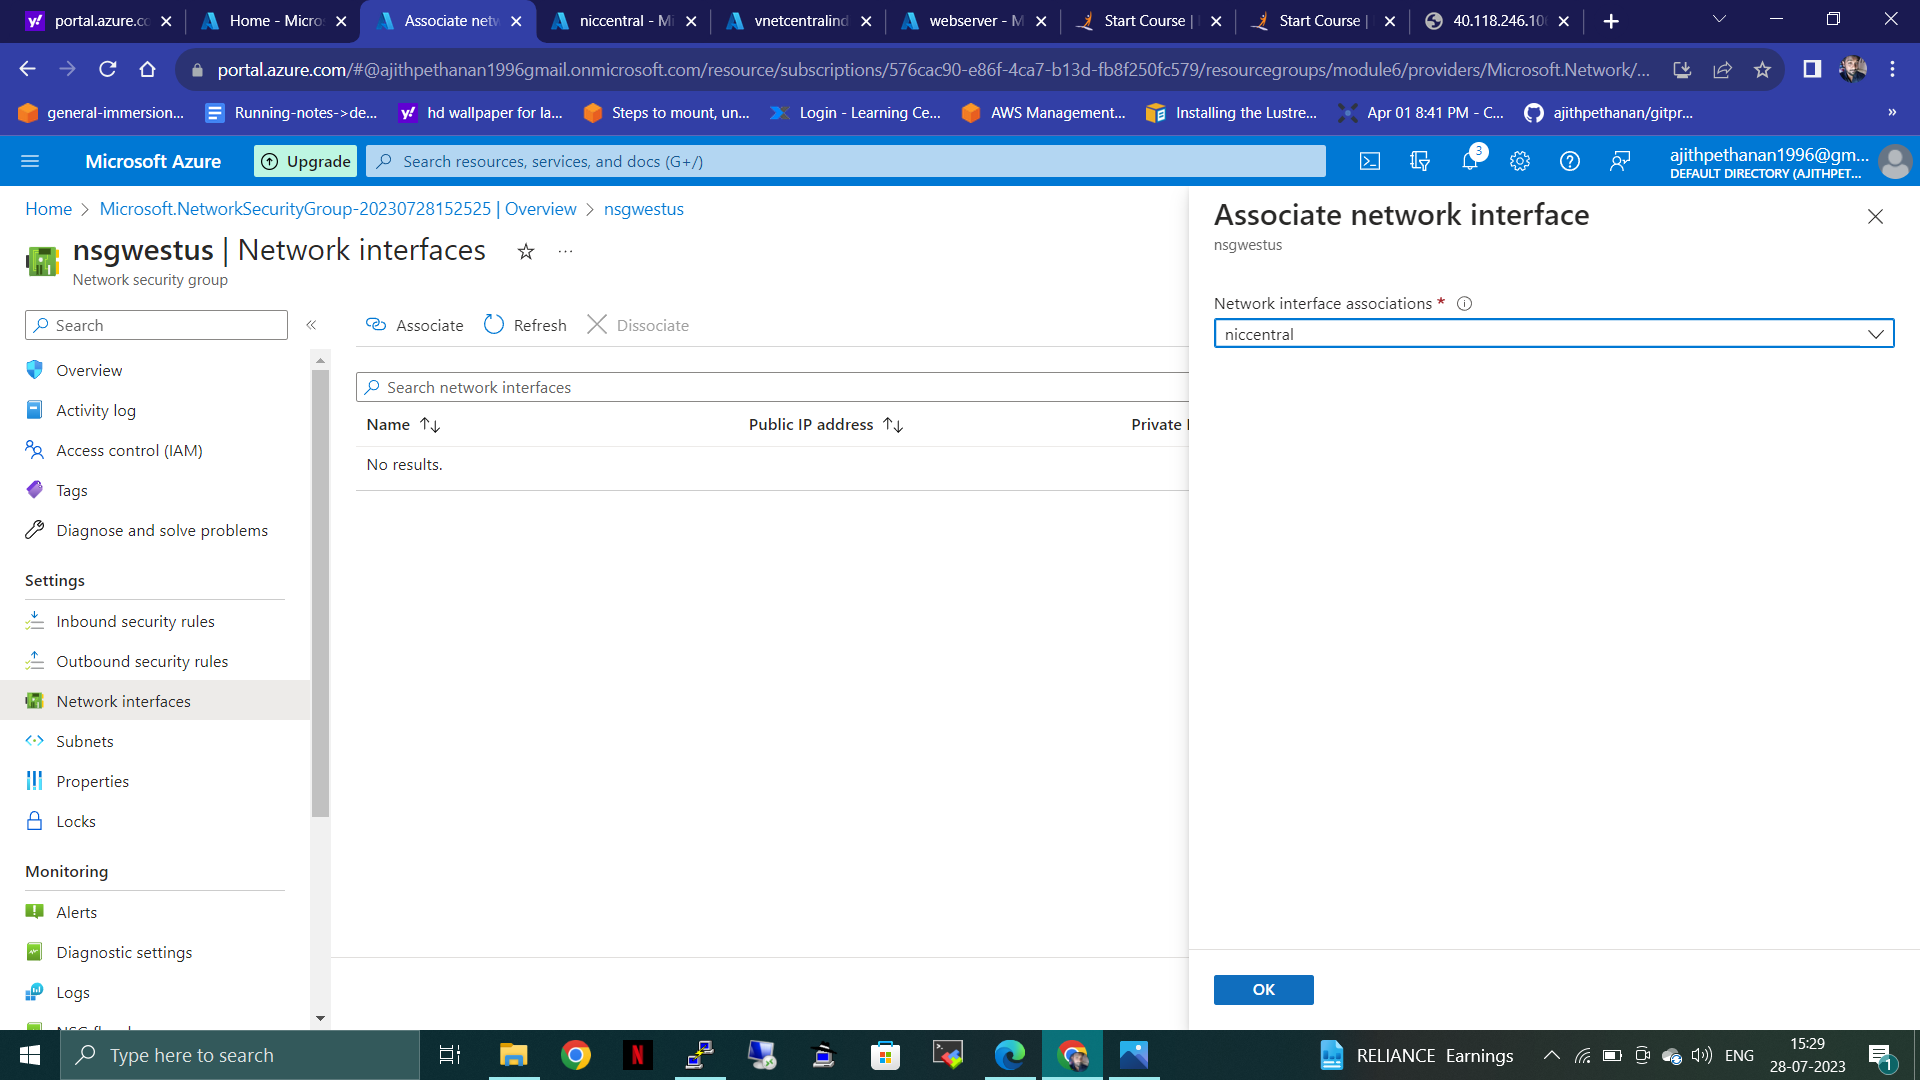 portal.azure.co
Home - Micros
Associate netw
niccentral - Mi
vnetcentralind
webserver - M
Start Course |
Start Course |
40.118.246.10
portal.azure.com/#@ajithpethanan1996gmail.onmicrosoft.com/resource/subscriptions/576cac90-e86f-4ca7-b13d-fb8f250fc579/resourcegroups/module6/providers/Microsoft.Network/...
general-immersion...
Running-notes->de...
hd wallpaper for la...
Steps to mount, un...
Login - Learning Ce...
AWS Management...
Installing the Lustre...
Apr 01 8:41 PM - C...
ajithpethanan/gitpr...
»
Microsoft Azure
Upgrade
Search resources, services, and docs (G+/)
3
ajithpethanan1996@gm...
DEFAULT DIRECTORY (AJITHPET...
Home > Microsoft.NetworkSecurityGroup-20230728152525 | Overview > nsgwestus
nsgwestus | Network interfaces
Network security group
Search
Overview
Activity log
Access control (IAM)
Tags
Diagnose and solve problems
Settings
Inbound security rules
Outbound security rules
Network interfaces
Subnets
Properties
Locks
Monitoring
Alerts
Diagnostic settings
Logs
Associate
Refresh
Dissociate
Search network interfaces
Name
Public IP address
Private I
No results.
Associate network interface
nsgwestus
Network interface associations *
niccentral
OK
Type here to search
RELIANCE Earnings
ENG
15:29
28-07-2023
1